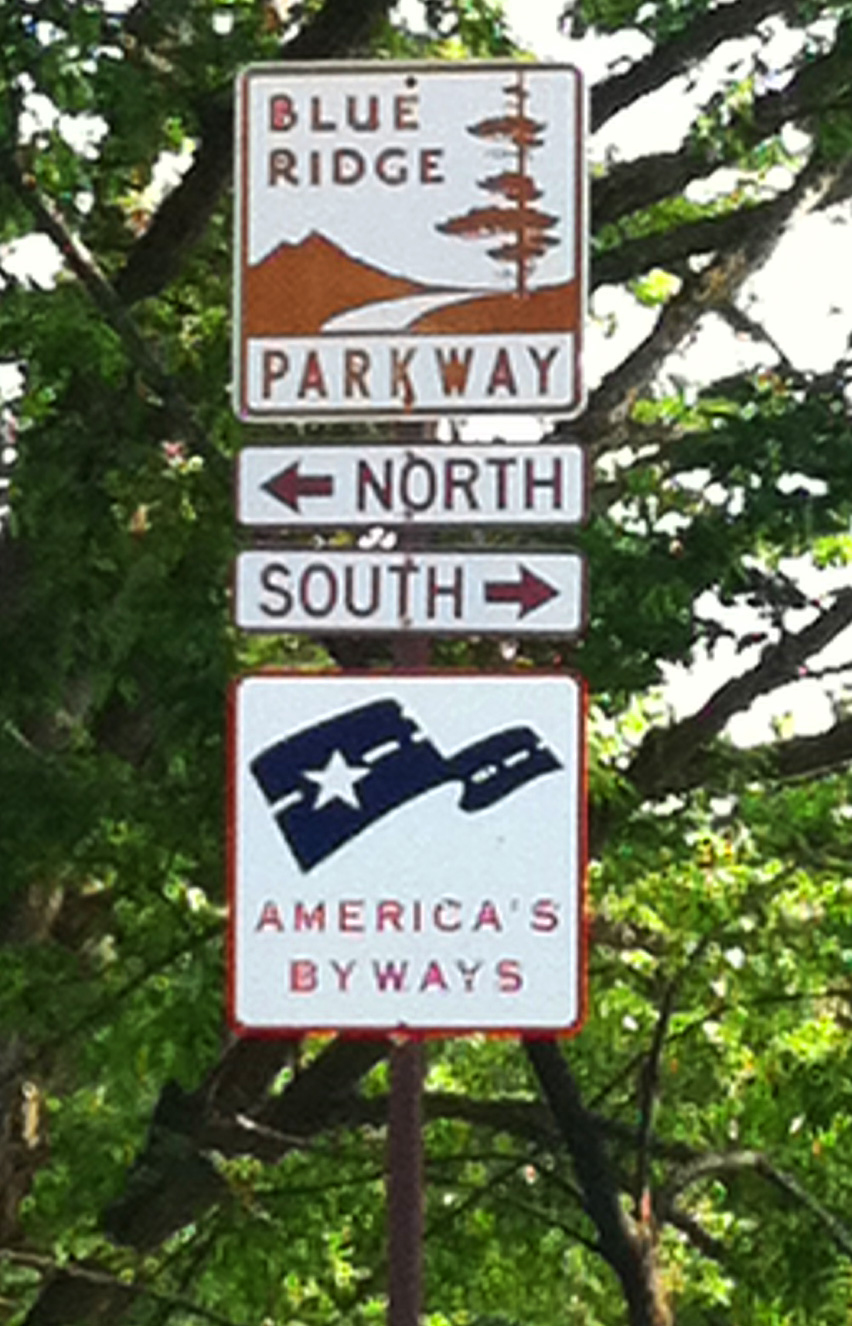 BLUE
RIDGE
PARKWAY
NORTH
SOUTH
AMERICA'S
BYWAYS